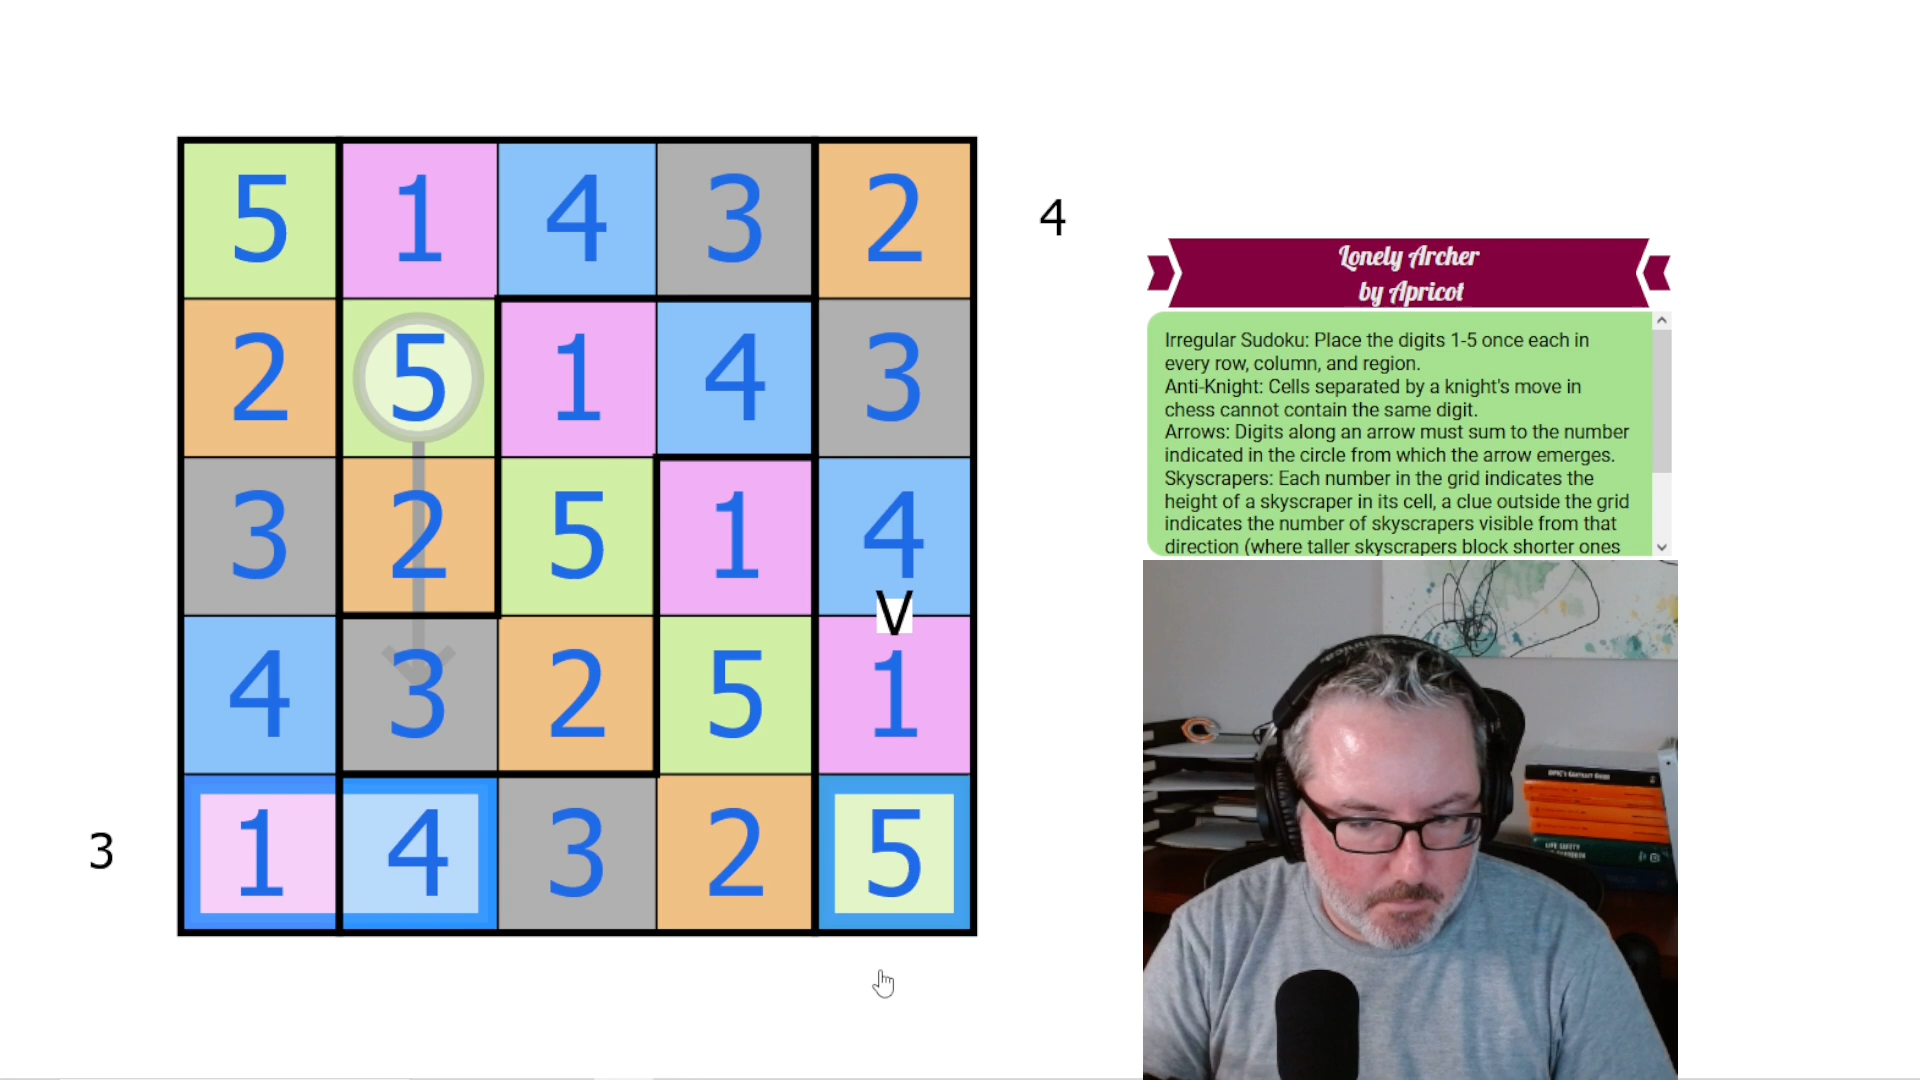 5 1 4 3 2 4
2 5 1 4 3
3 2 5 1 4
V
4 3 2 5 1
3 1 4 3 2 5
Lonely Archer
by Apricot
Irregular Sudoku: Place the digits 1-5 once each in
every row, column, and region.
Anti-Knight: Cells separated by a knight's move in
chess cannot contain the same digit.
Arrows: Digits along an arrow must sum to the number
indicated in the circle from which the arrow emerges.
Skyscrapers: Each number in the grid indicates the
height of a skyscraper in its cell, a clue outside the grid
indicates the number of skyscrapers visible from that
direction (where taller skyscrapers block shorter ones